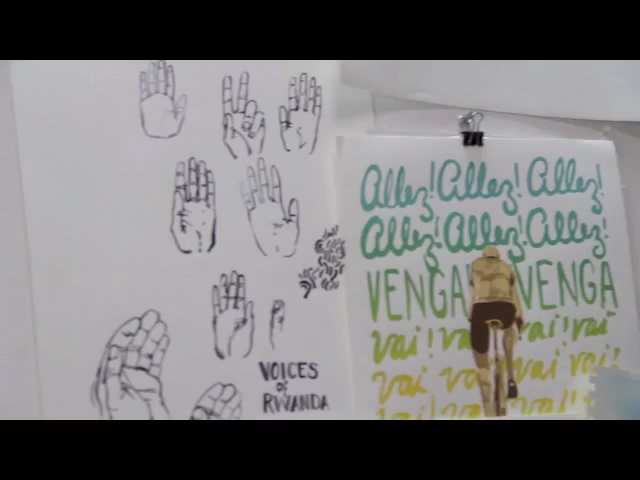 VOICES
of
RWANDA
Allez! Allez! Allez!
Allez! Allez! Allez!
VENGA VENGA
vai! vai vai! vai
vai vai vai vai!